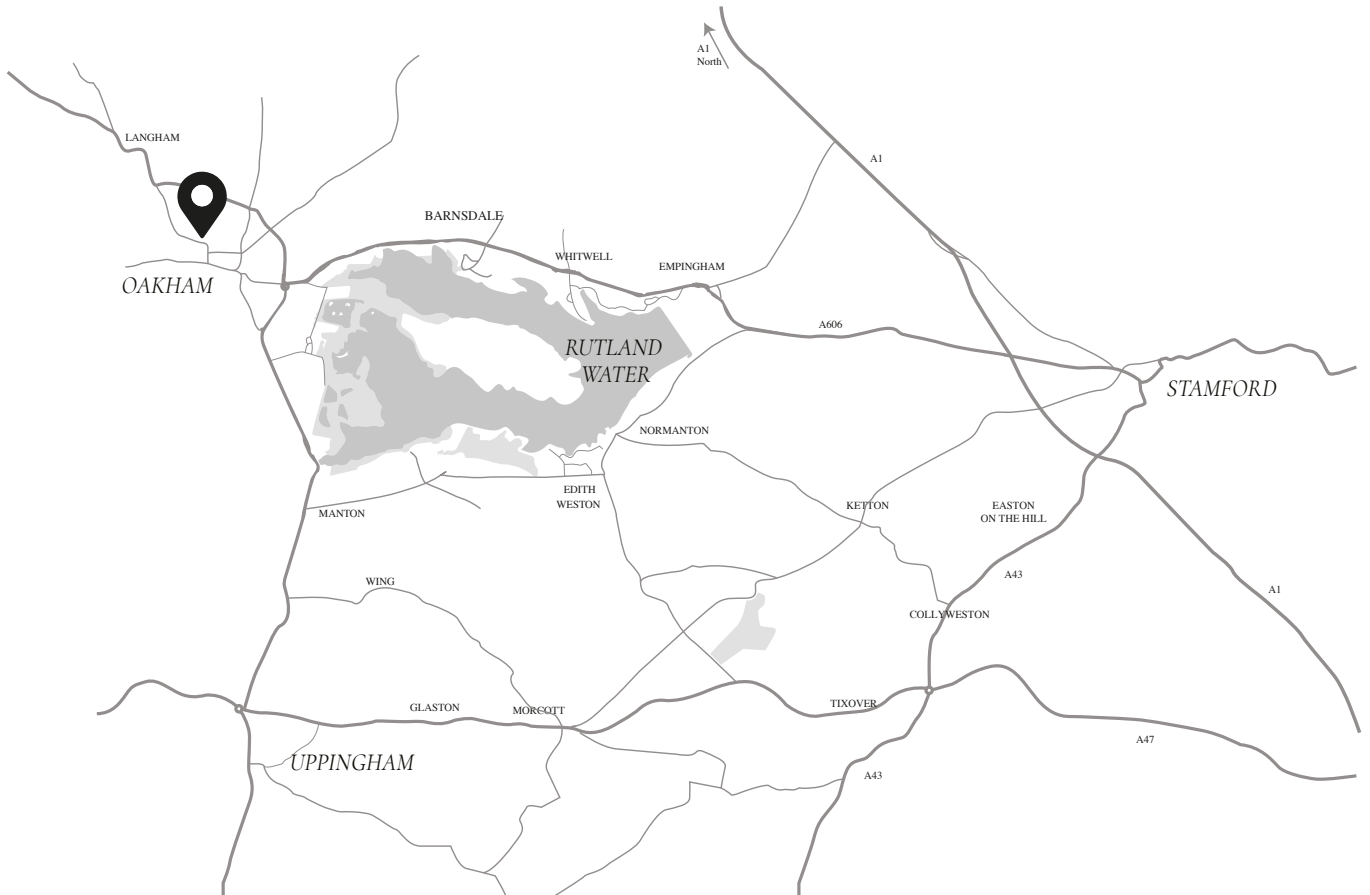 A1
North
LANGHAM
A1
BARNSDALE
WHITWELL
EMPINGHAM
OAKHAM
A606
RUTLAND
WATER
STAMFORD
NORMANTON
EDITH
WESTON
KETTON
EASTON
ON THE HILL
MANTON
A43
WING
A1
COLLYWESTON
GLASTON
MORCOTT
TIXOVER
A47
UPPINGHAM
A43